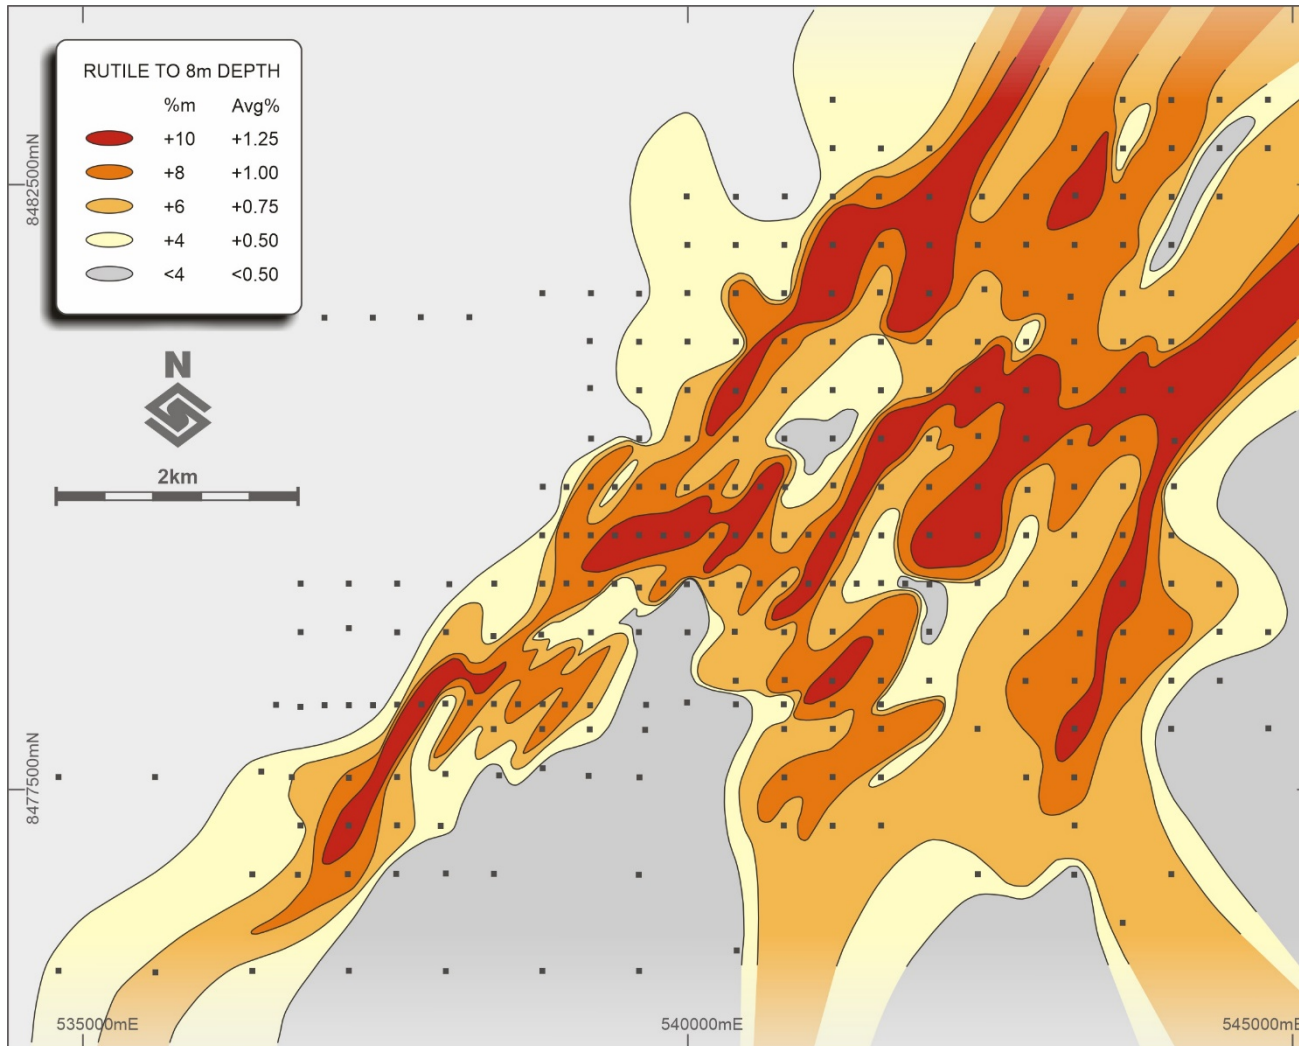 RUTILE TO 8m DEPTH
%m Avg%
+10 +1.25
+8 +1.00
+6 +0.75
+4 +0.50
<4 <0.50
N
2km
8482500mN
8477500mN
535000mE
540000mE
545000mE